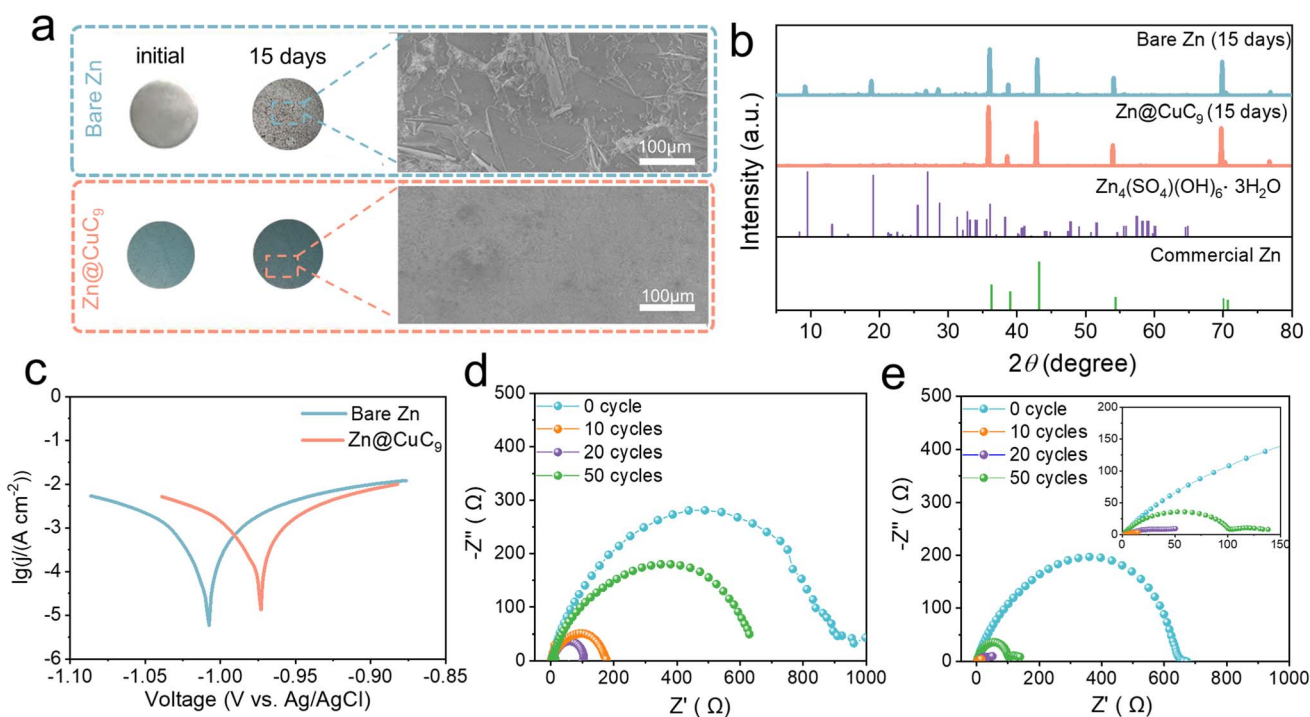 a
initial
15 days
Bare Zn
100μm
Zn@CuC₉
100μm
b
Intensity (a.u.)
Bare Zn (15 days)
Zn@CuC₉ (15 days)
Zn₄(SO₄)(OH)₆· 3H₂O
Commercial Zn
10 20 30 40 50 60 70 80
2θ (degree)
c
lg(j/(A cm⁻²))
0
-1
-2
-3
-4
-5
-6
Bare Zn
Zn@CuC₉
-1.10 -1.05 -1.00 -0.95 -0.90 -0.85
Voltage (V vs. Ag/AgCl)
d
-Z'' ( Ω)
500
400
300
200
100
0
0 cycle
10 cycles
20 cycles
50 cycles
0 200 400 600 800 1000
Z' ( Ω)
e
-Z'' ( Ω)
500
400
300
200
100
0
0 cycle
10 cycles
20 cycles
50 cycles
200
150
100
50
0
0 50 100 150
0 200 400 600 800 1000
Z' ( Ω)